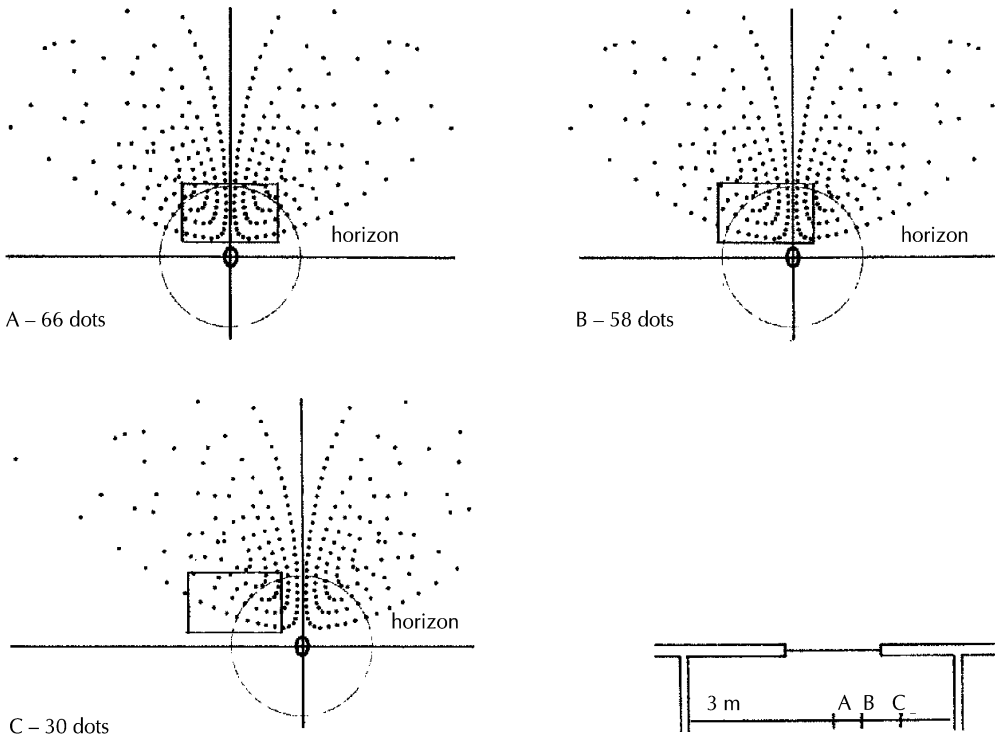 horizon
A – 66 dots
horizon
B – 58 dots
horizon
C – 30 dots
3 m A B C